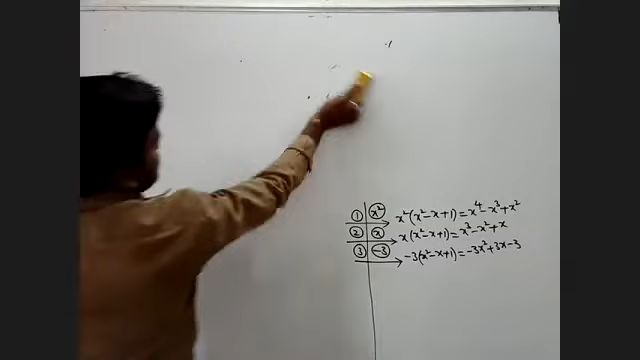 ① x² x²(x²-x+1) = x⁴-x³+x²
② x x(x²-x+1) = x³-x²+x
③ -3 -3(x²-x+1) = -3x²+3x-3